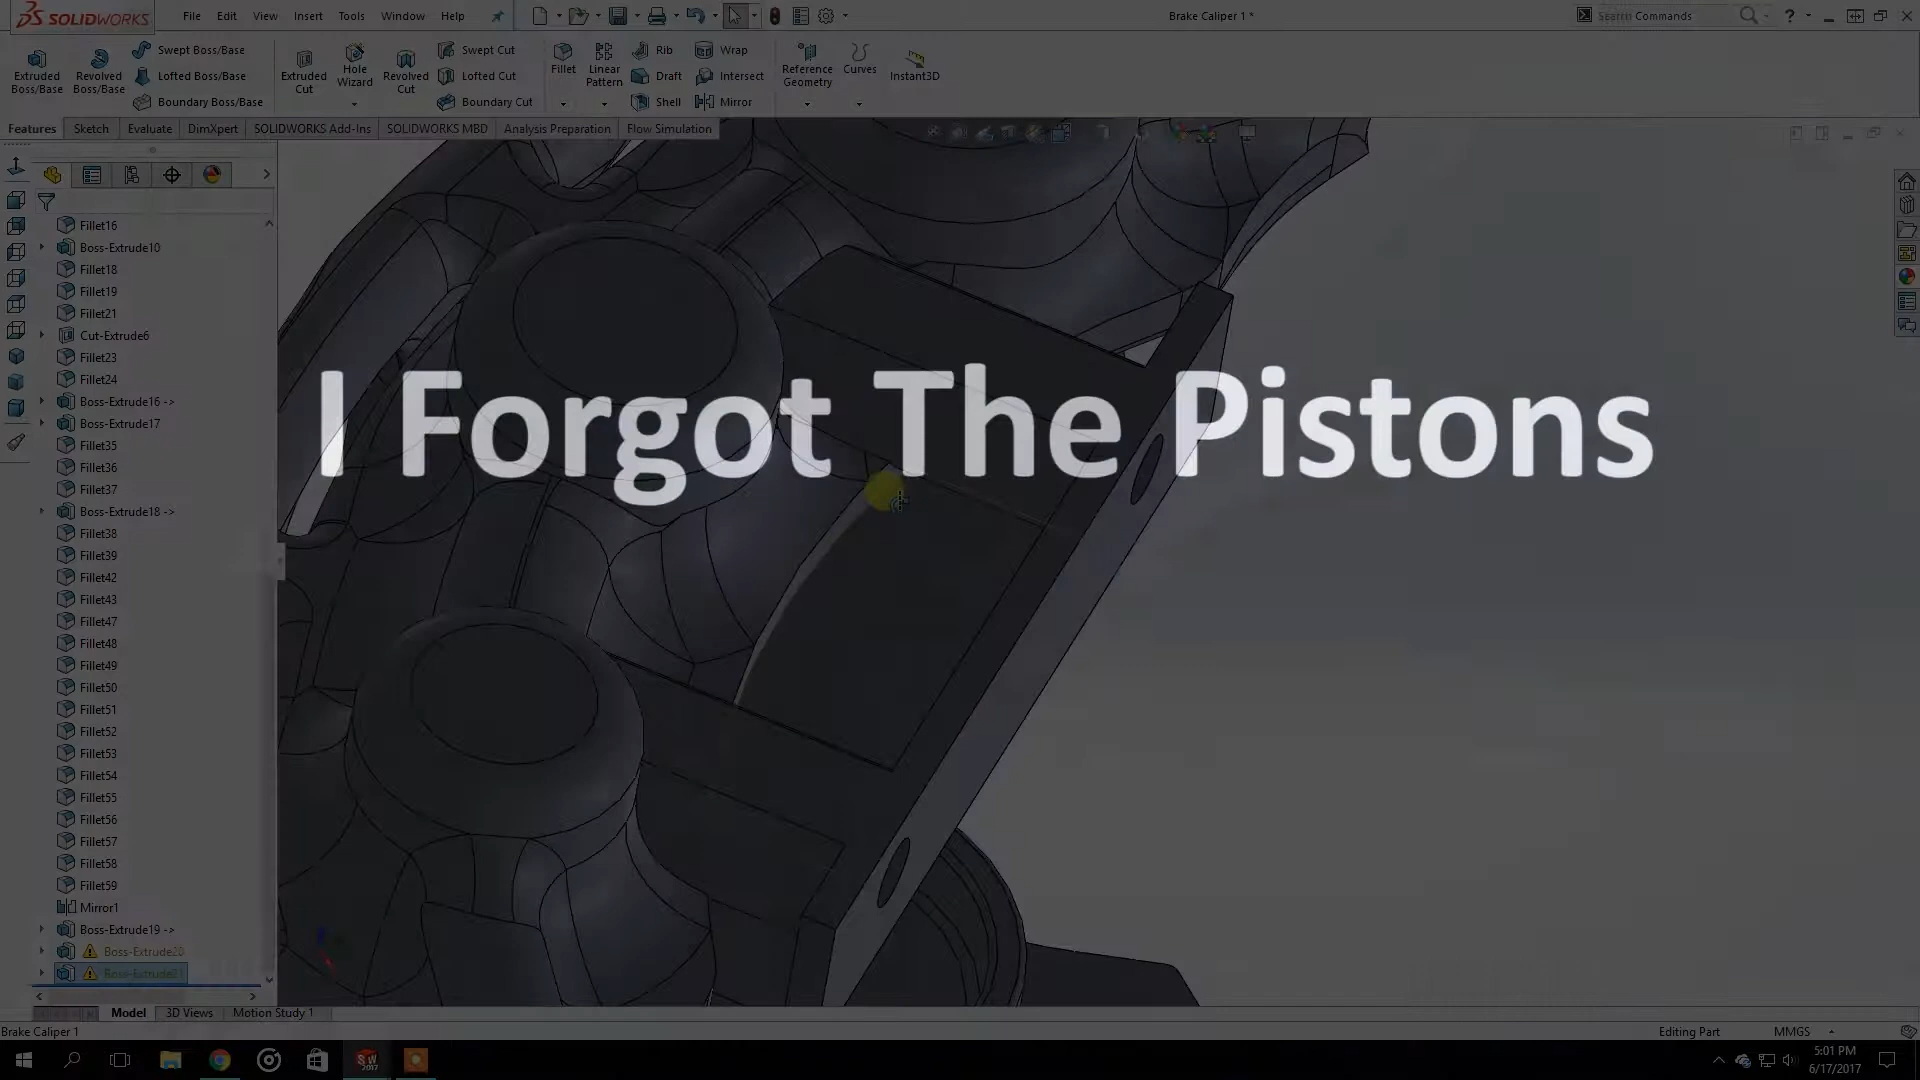 SOLIDWORKS
File Edit View Insert Tools Window Help
Brake Caliper 1 *
Search Commands
Extruded Boss/Base
Revolved Boss/Base
Swept Boss/Base
Lofted Boss/Base
Boundary Boss/Base
Extruded Cut
Hole Wizard
Revolved Cut
Swept Cut
Lofted Cut
Boundary Cut
Fillet
Linear Pattern
Rib
Draft
Shell
Wrap
Intersect
Mirror
Reference Geometry
Curves
Instant3D
Features Sketch Evaluate DimXpert SOLIDWORKS Add-Ins SOLIDWORKS MBD Analysis Preparation Flow Simulation
Fillet16
Boss-Extrude10
Fillet18
Fillet19
Fillet21
Cut-Extrude6
Fillet23
Fillet24
Boss-Extrude16 ->
Boss-Extrude17
Fillet35
Fillet36
Fillet37
Boss-Extrude18 ->
Fillet38
Fillet39
Fillet42
Fillet43
Fillet47
Fillet48
Fillet49
Fillet50
Fillet51
Fillet52
Fillet53
Fillet54
Fillet55
Fillet56
Fillet57
Fillet58
Fillet59
Mirror1
Boss-Extrude19 ->
Boss-Extrude20
Boss-Extrude21
I Forgot The Pistons
Model 3D Views Motion Study 1
Brake Caliper 1
Editing Part
MMGS
SW 2017
5:01 PM
6/17/2017